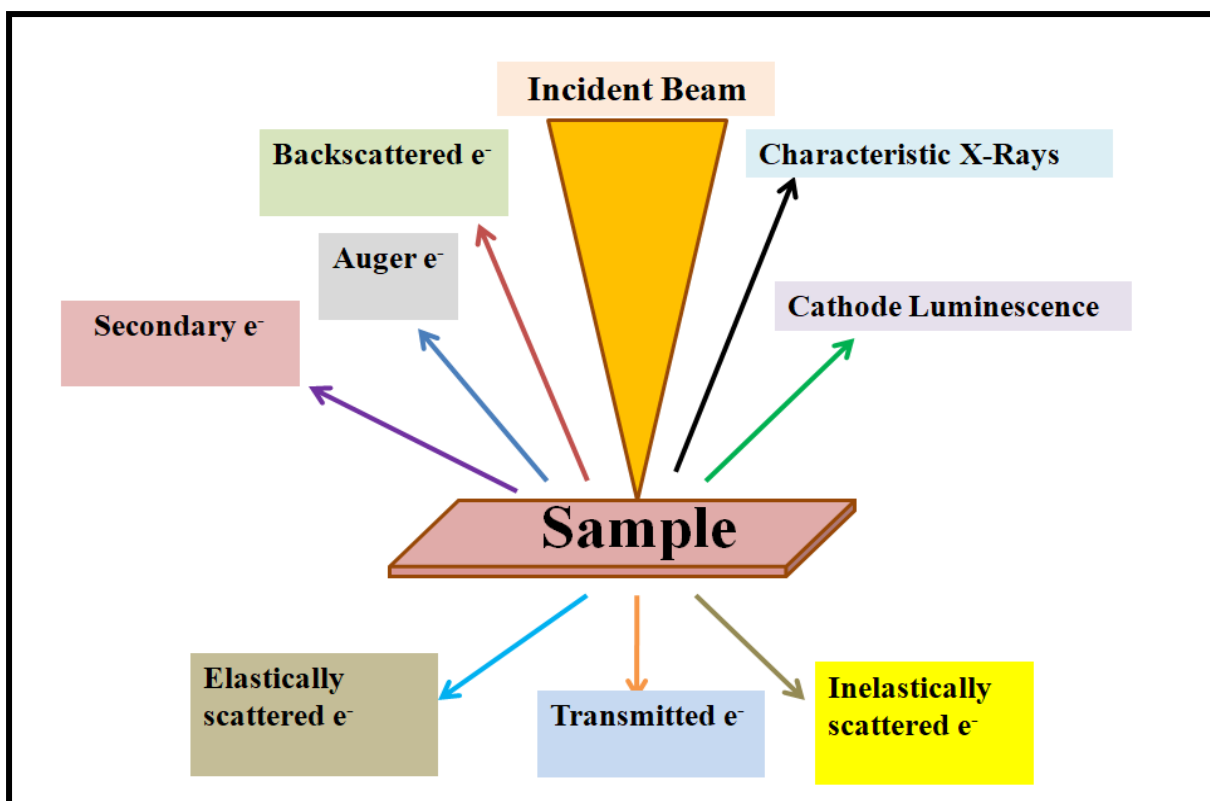 Incident Beam
Backscattered e⁻
Characteristic X-Rays
Auger e⁻
Cathode Luminescence
Secondary e⁻
Sample
Elastically
scattered e⁻
Transmitted e⁻
Inelastically
scattered e⁻